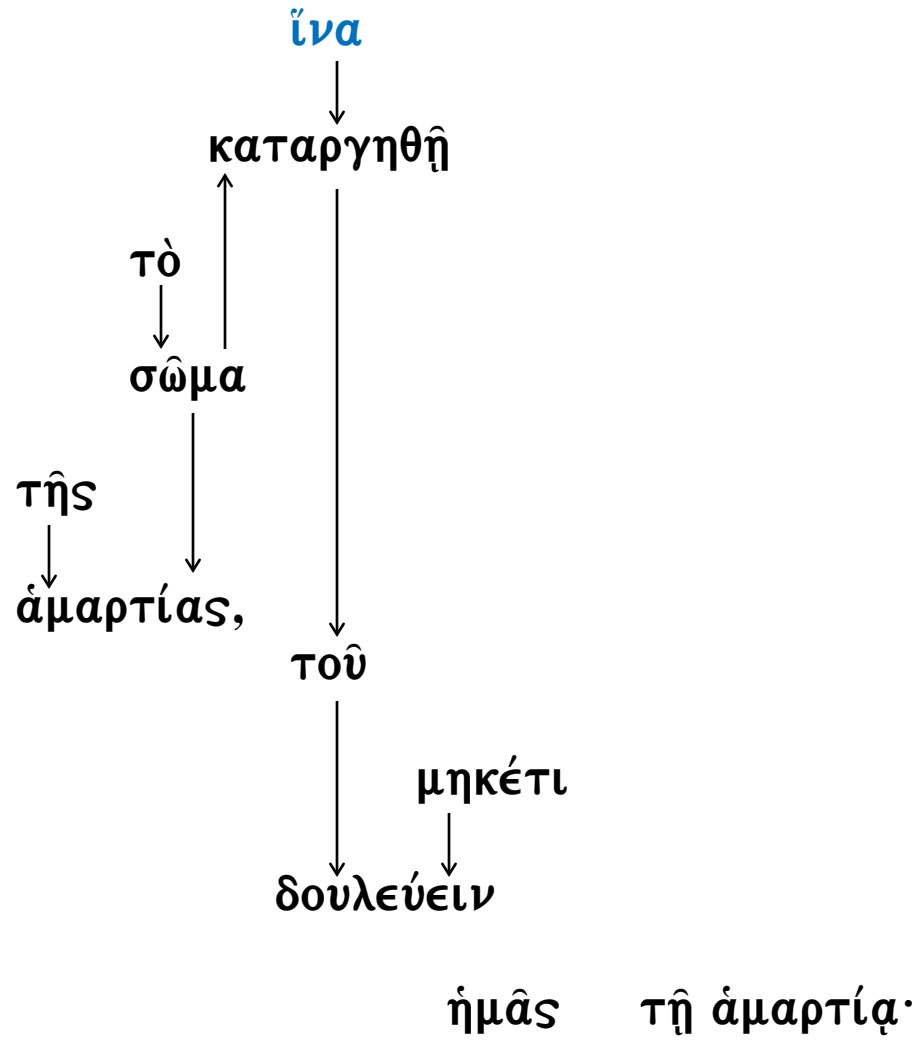 ἵνα
καταργηθῇ
τὸ
σῶμα
τῆς
ἁμαρτίας,
τοῦ
μηκέτι
δουλεύειν
ἡμᾶς τῇ ἁμαρτίᾳ·